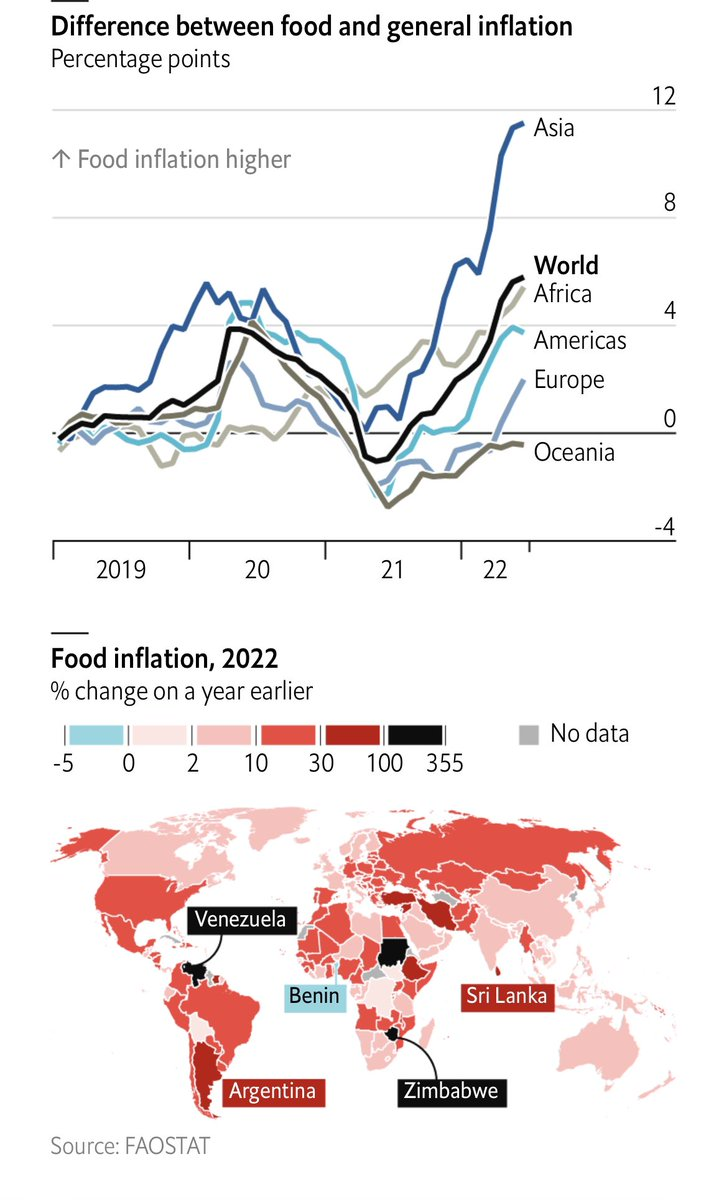 Difference between food and general inflation
Percentage points
12
↑ Food inflation higher
Asia
8
World
Africa
4
Americas
Europe
0
Oceania
-4
2019 20 21 22
Food inflation, 2022
% change on a year earlier
No data
-5 0 2 10 30 100 355
Venezuela
Benin
Sri Lanka
Argentina
Zimbabwe
Source: FAOSTAT